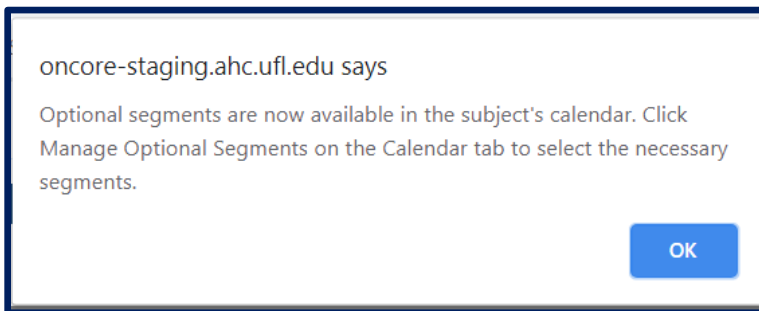 oncore-staging.ahc.ufl.edu says
Optional segments are now available in the subject's calendar. Click
Manage Optional Segments on the Calendar tab to select the necessary
segments.
OK